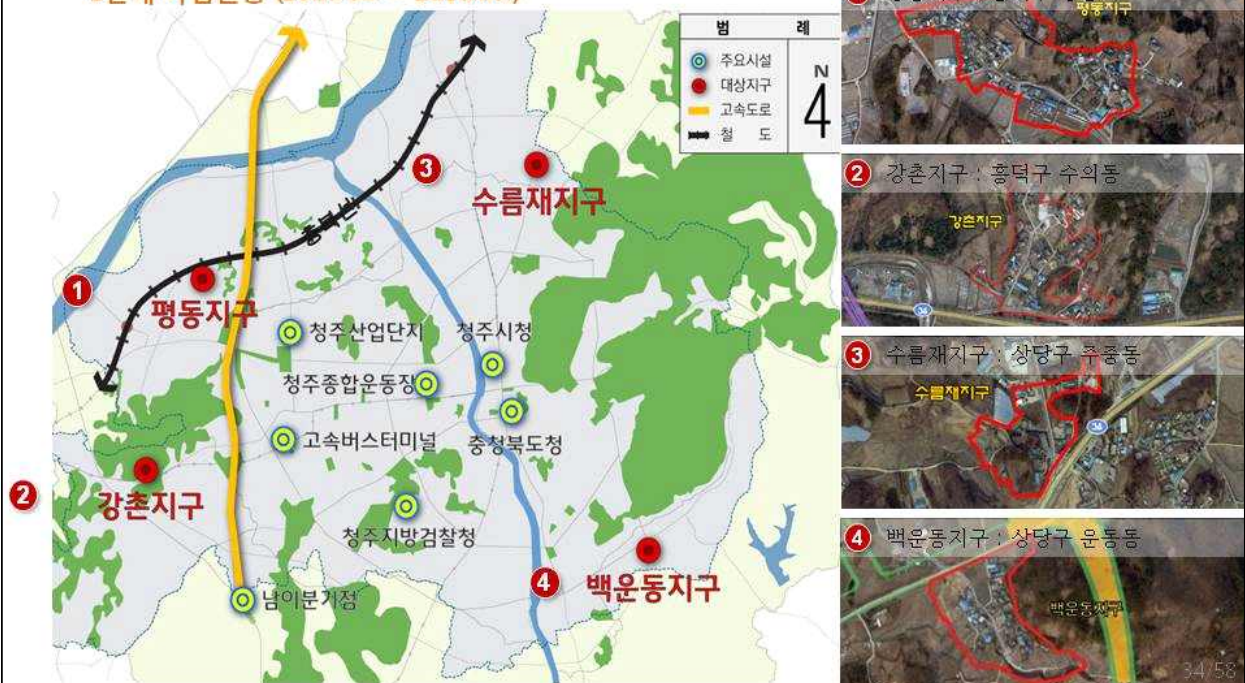 범 례
주요시설
대상지구
고속도로
철 도
N
4
3
수름재지구
충북선
1
평동지구
청주산업단지
청주시청
청주종합운동장
고속버스터미널
충청북도청
2
강촌지구
청주지방검찰청
4
백운동지구
남이분기점
평동지구
2 강촌지구 : 흥덕구 수의동
강촌지구
36
3 수름재지구 : 상당구 주중동
수름재지구
36
4 백운동지구 : 상당구 운동동
백운동지구
34/58